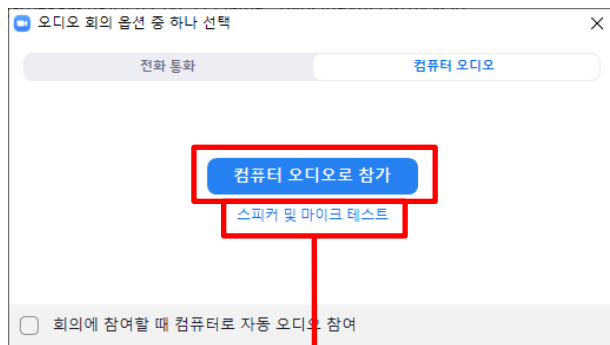 오디오 회의 옵션 중 하나 선택
전화 통화
컴퓨터 오디오
컴퓨터 오디오로 참가
스피커 및 마이크 테스트
회의에 참여할 때 컴퓨터로 자동 오디오 참여